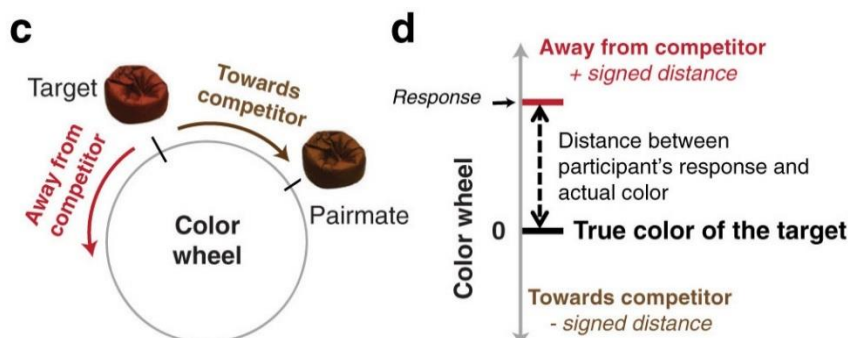 c
Target
Towards
competitor
Away from
competitor
Pairmate
Color
wheel
d
Away from competitor
+ signed distance
Response
Distance between
participant's response and
actual color
Color wheel
0
True color of the target
Towards competitor
- signed distance